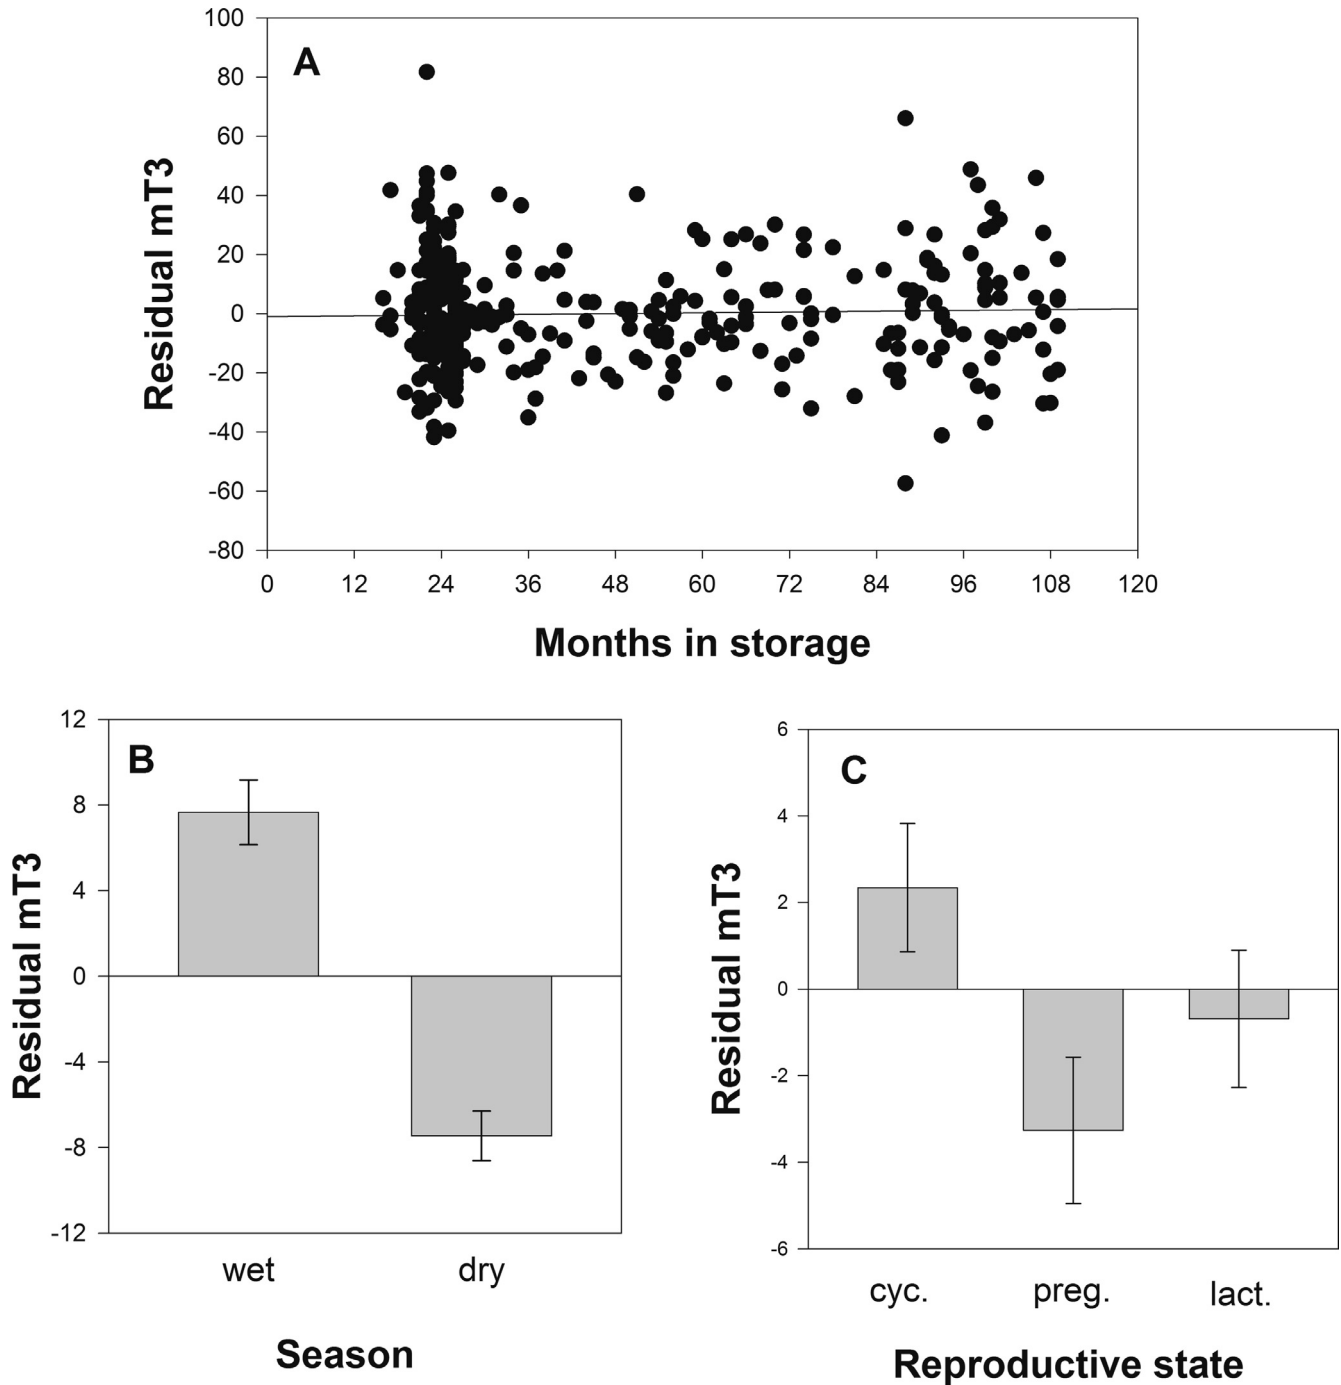 A
100
80
60
40
20
0
-20
-40
-60
-80
Residual mT3
0 12 24 36 48 60 72 84 96 108 120
Months in storage
B
12
8
4
0
-4
-8
-12
Residual mT3
wet dry
Season
C
6
4
2
0
-2
-4
-6
Residual mT3
cyc. preg. lact.
Reproductive state